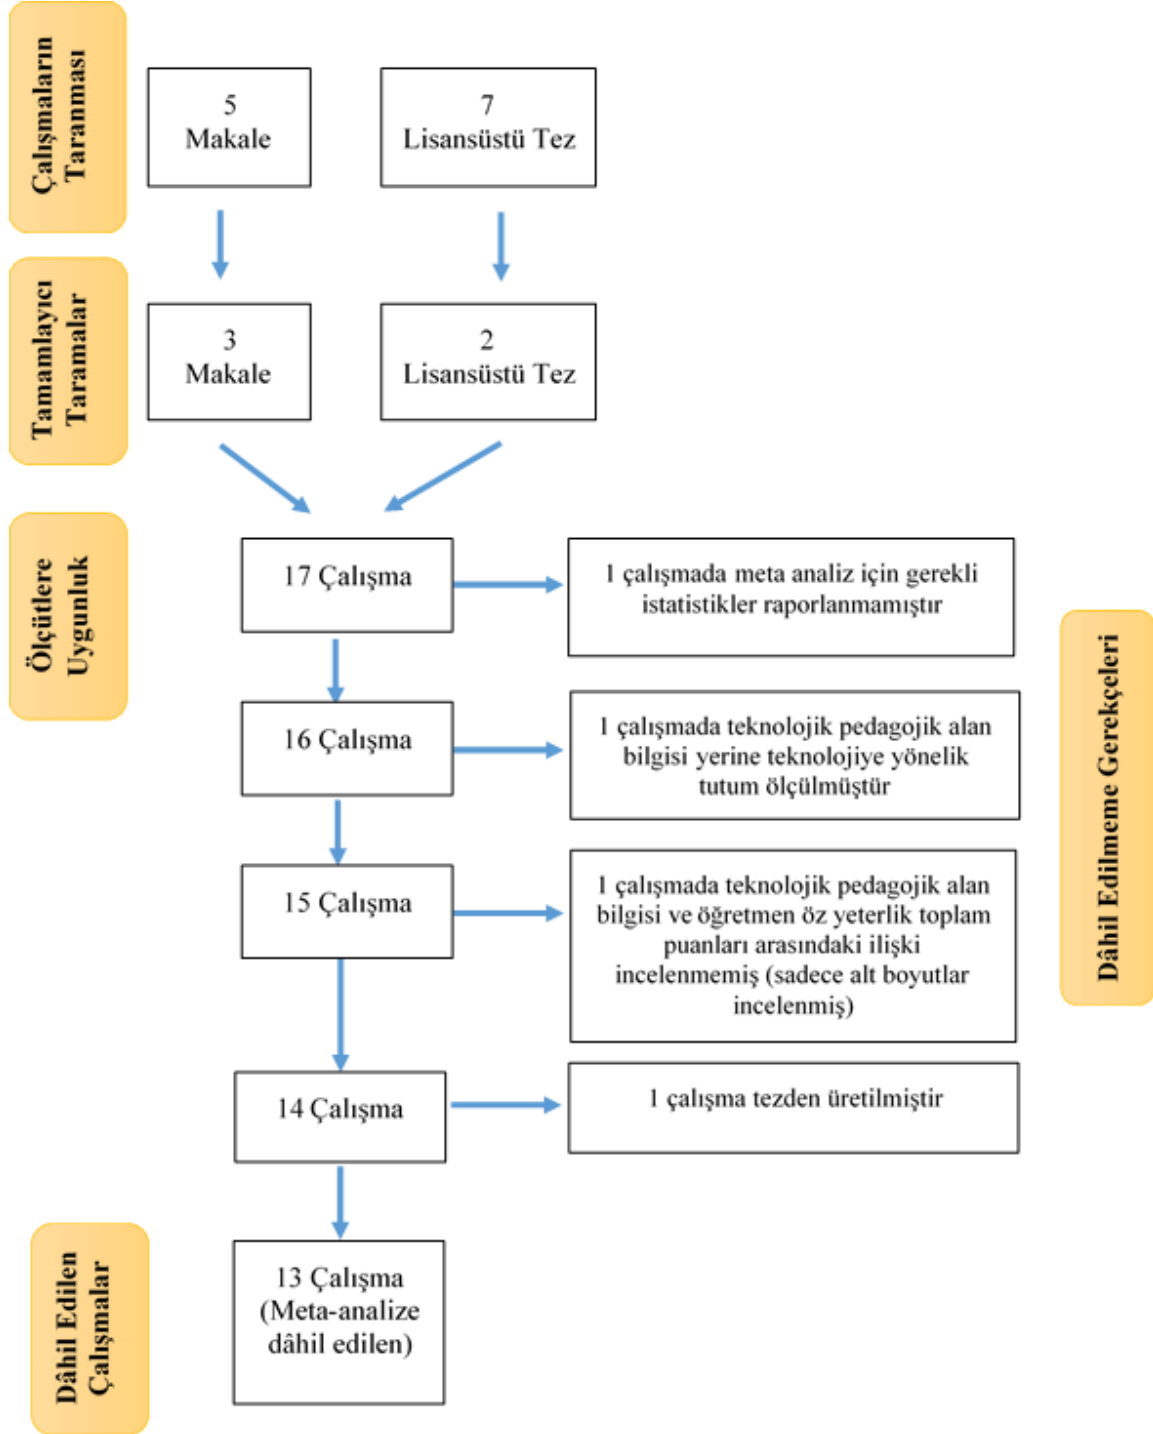 Çalışmaların
Taranması
5
Makale
7
Lisansüstü Tez
Tamamlayıcı
Taramalar
3
Makale
2
Lisansüstü Tez
Ölçütlere
Uygunluk
17 Çalışma
1 çalışmada meta analiz için gerekli
istatistikler raporlanmamıştır
Dâhil Edilmeme Gerekçeleri
16 Çalışma
1 çalışmada teknolojik pedagojik alan
bilgisi yerine teknolojiye yönelik
tutum ölçülmüştür
15 Çalışma
1 çalışmada teknolojik pedagojik alan
bilgisi ve öğretmen öz yeterlik toplam
puanları arasındaki ilişki
incelenmemiş (sadece alt boyutlar
incelenmiş)
14 Çalışma
1 çalışma tezden üretilmiştir
Dâhil Edilen
Çalışmalar
13 Çalışma
(Meta-analize
dâhil edilen)